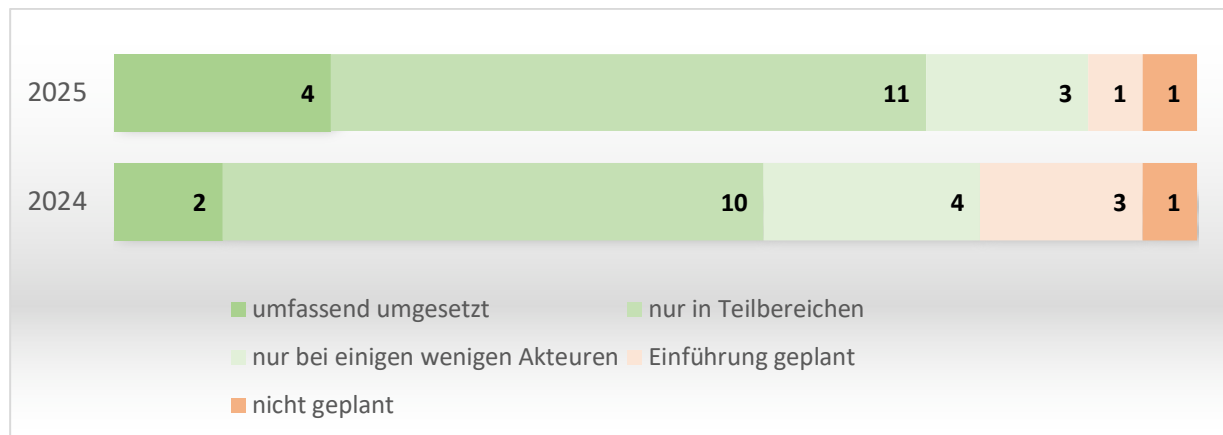 2025 4 11 3 1 1
2024 2 10 4 3 1
umfassend umgesetzt nur in Teilbereichen
nur bei einigen wenigen Akteuren Einführung geplant
nicht geplant